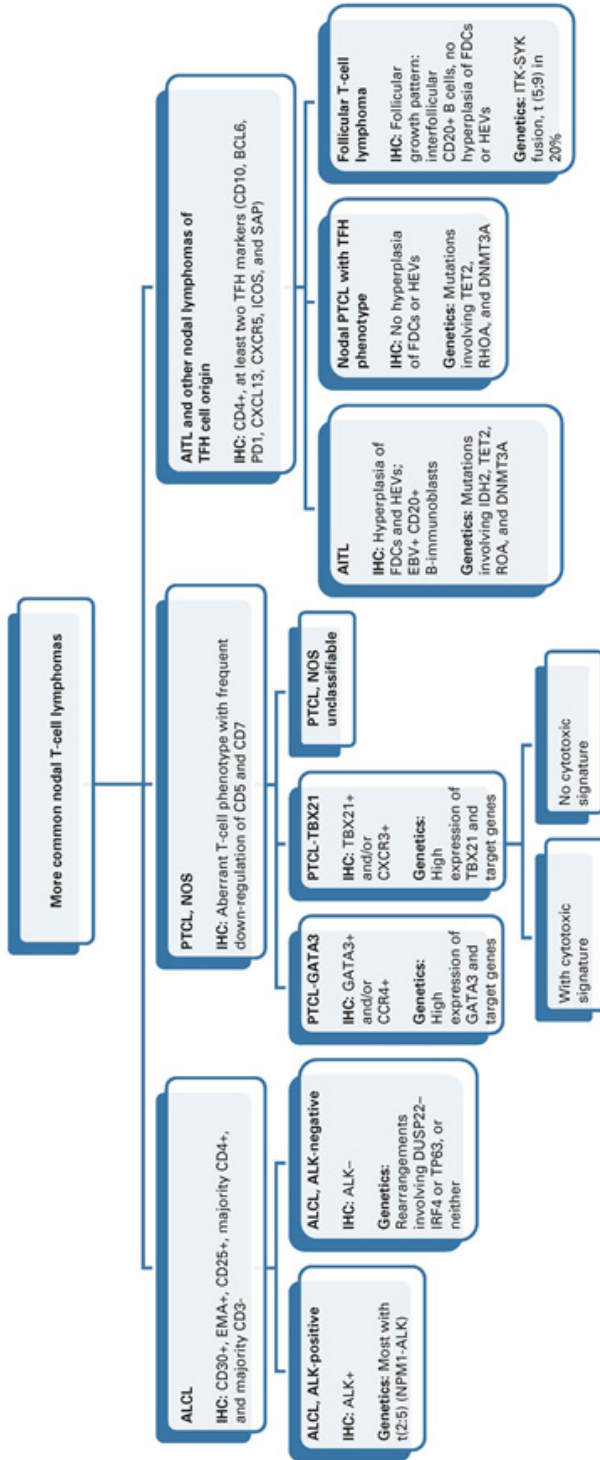 More common nodal T-cell lymphomas
ALCL
IHC: CD30+, EMA+, CD25+, majority CD4+,
and majority CD3-
ALCL, ALK-positive
IHC: ALK+
Genetics: Most with
t(2:5) (NPM1-ALK)
ALCL, ALK-negative
IHC: ALK–
Genetics:
Rearrangements
involving DUSP22–
IRF4 or TP63, or
neither
PTCL, NOS
IHC: Aberrant T-cell phenotype with frequent
down-regulation of CD5 and CD7
PTCL-GATA3
IHC: GATA3+
and/or
CCR4+
Genetics:
High
expression of
GATA3 and
target genes
PTCL-TBX21
IHC: TBX21+
and/or
CXCR3+
Genetics:
High
expression of
TBX21 and
target genes
With cytotoxic
signature
No cytotoxic
signature
PTCL, NOS
unclassifiable
AITL and other nodal lymphomas of
TFH cell origin
IHC: CD4+, at least two TFH markers (CD10, BCL6,
PD1, CXCL13, CXCR5, ICOS, and SAP)
AITL
IHC: Hyperplasia of
FDCs and HEVs;
EBV+ CD20+
B-immunoblasts
Genetics: Mutations
involving IDH2, TET2,
ROA, and DNMT3A
Nodal PTCL with TFH
phenotype
IHC: No hyperplasia
of FDCs or HEVs
Genetics: Mutations
involving TET2,
RHOA, and DNMT3A
Follicular T-cell
lymphoma
IHC: Follicular
growth pattern:
interfollicular
CD20+ B cells, no
hyperplasia of FDCs
or HEVs
Genetics: ITK-SYK
fusion, t (5;9) in
20%